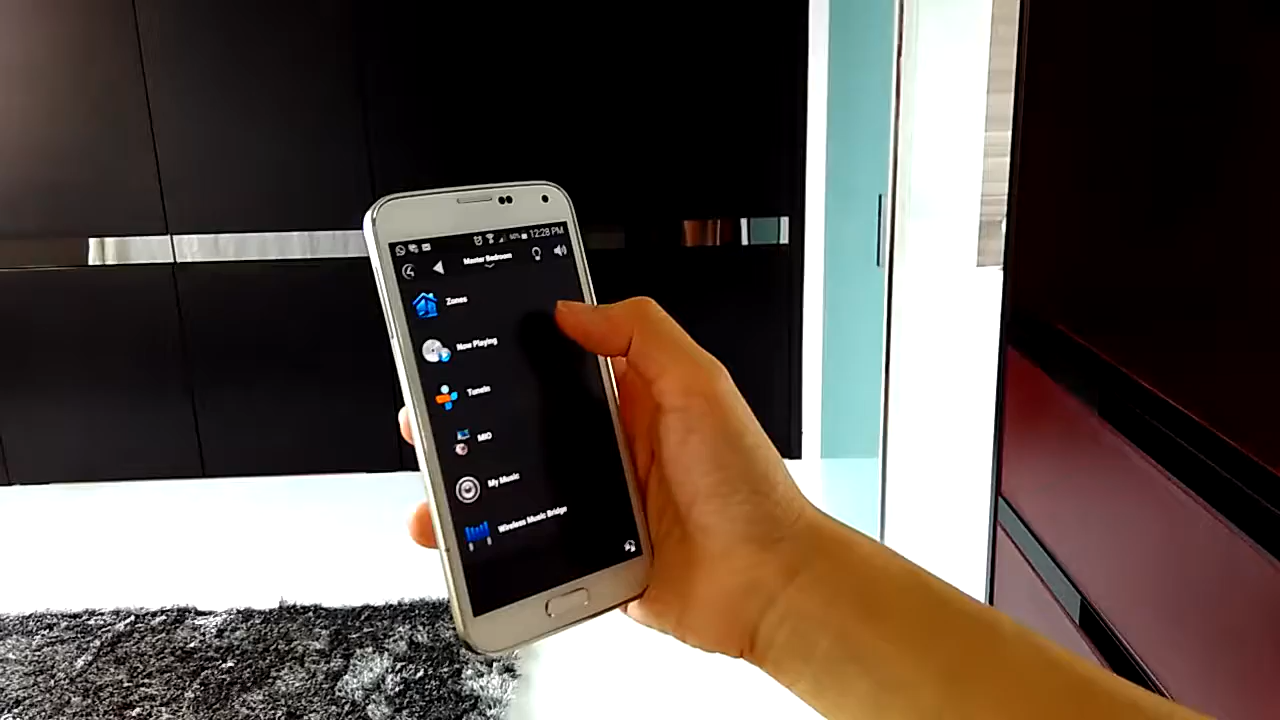 12:28 PM
Master Bedroom
Zones
Now Playing
TuneIn
MIO
My Music
Wireless Music Bridge